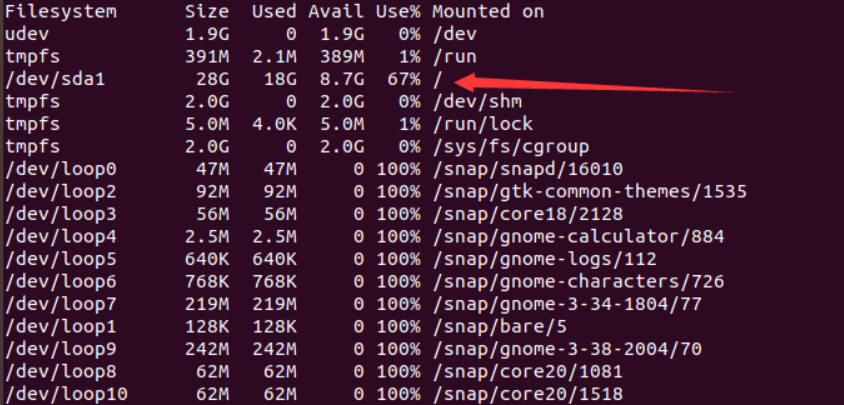 Filesystem Size Used Avail Use% Mounted on
udev 1.9G 0 1.9G 0% /dev
tmpfs 391M 2.1M 389M 1% /run
/dev/sda1 28G 18G 8.7G 67% /
tmpfs 2.0G 0 2.0G 0% /dev/shm
tmpfs 5.0M 4.0K 5.0M 1% /run/lock
tmpfs 2.0G 0 2.0G 0% /sys/fs/cgroup
/dev/loop0 47M 47M 0 100% /snap/snapd/16010
/dev/loop2 92M 92M 0 100% /snap/gtk-common-themes/1535
/dev/loop3 56M 56M 0 100% /snap/core18/2128
/dev/loop4 2.5M 2.5M 0 100% /snap/gnome-calculator/884
/dev/loop5 640K 640K 0 100% /snap/gnome-logs/112
/dev/loop6 768K 768K 0 100% /snap/gnome-characters/726
/dev/loop7 219M 219M 0 100% /snap/gnome-3-34-1804/77
/dev/loop1 128K 128K 0 100% /snap/bare/5
/dev/loop9 242M 242M 0 100% /snap/gnome-3-38-2004/70
/dev/loop8 62M 62M 0 100% /snap/core20/1081
/dev/loop10 62M 62M 0 100% /snap/core20/1518